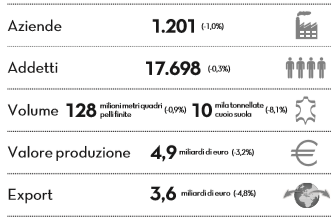 Aziende 1.201 (-1,0%)
Addetti 17.698 (-0,3%)
Volume 128 milioni metri quadri pelli finite (-0,9%) 10 mila tonnellate cuoio suola (-8,1%)
Valore produzione 4,9 miliardi di euro (-3,2%)
Export 3,6 miliardi di euro (-4,8%)